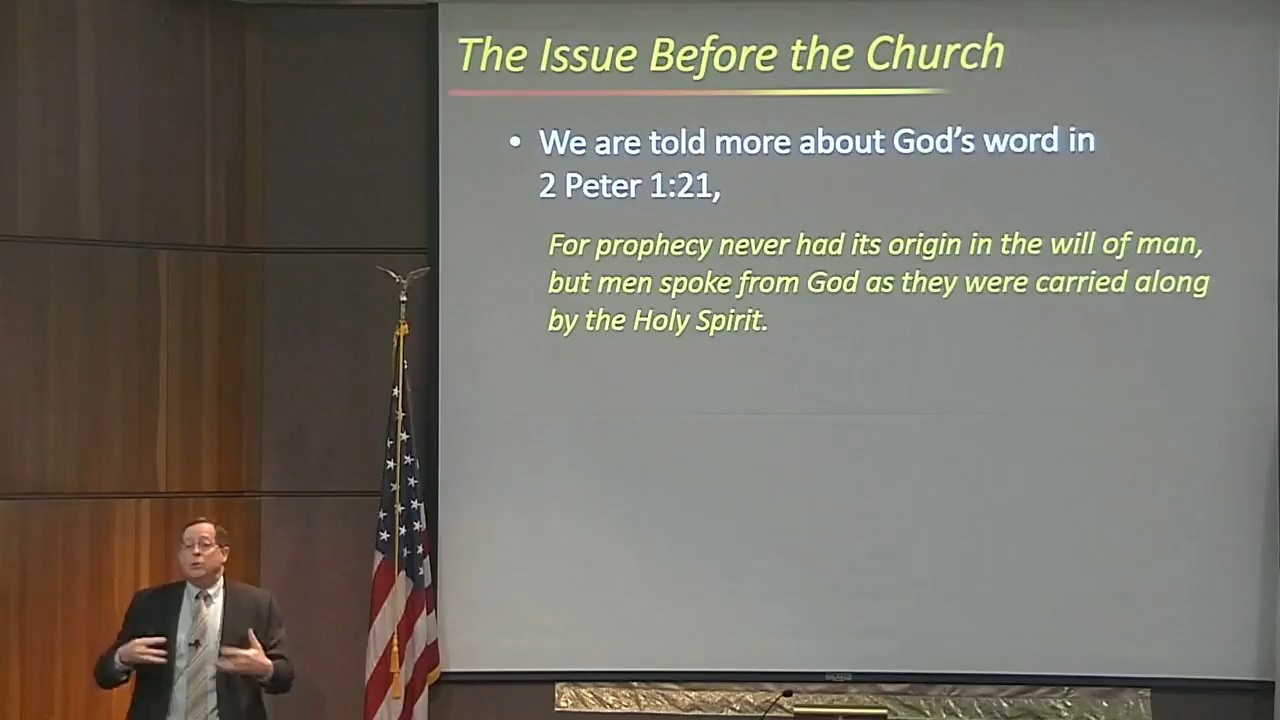 The Issue Before the Church
• We are told more about God's word in
2 Peter 1:21,
For prophecy never had its origin in the will of man,
but men spoke from God as they were carried along
by the Holy Spirit.